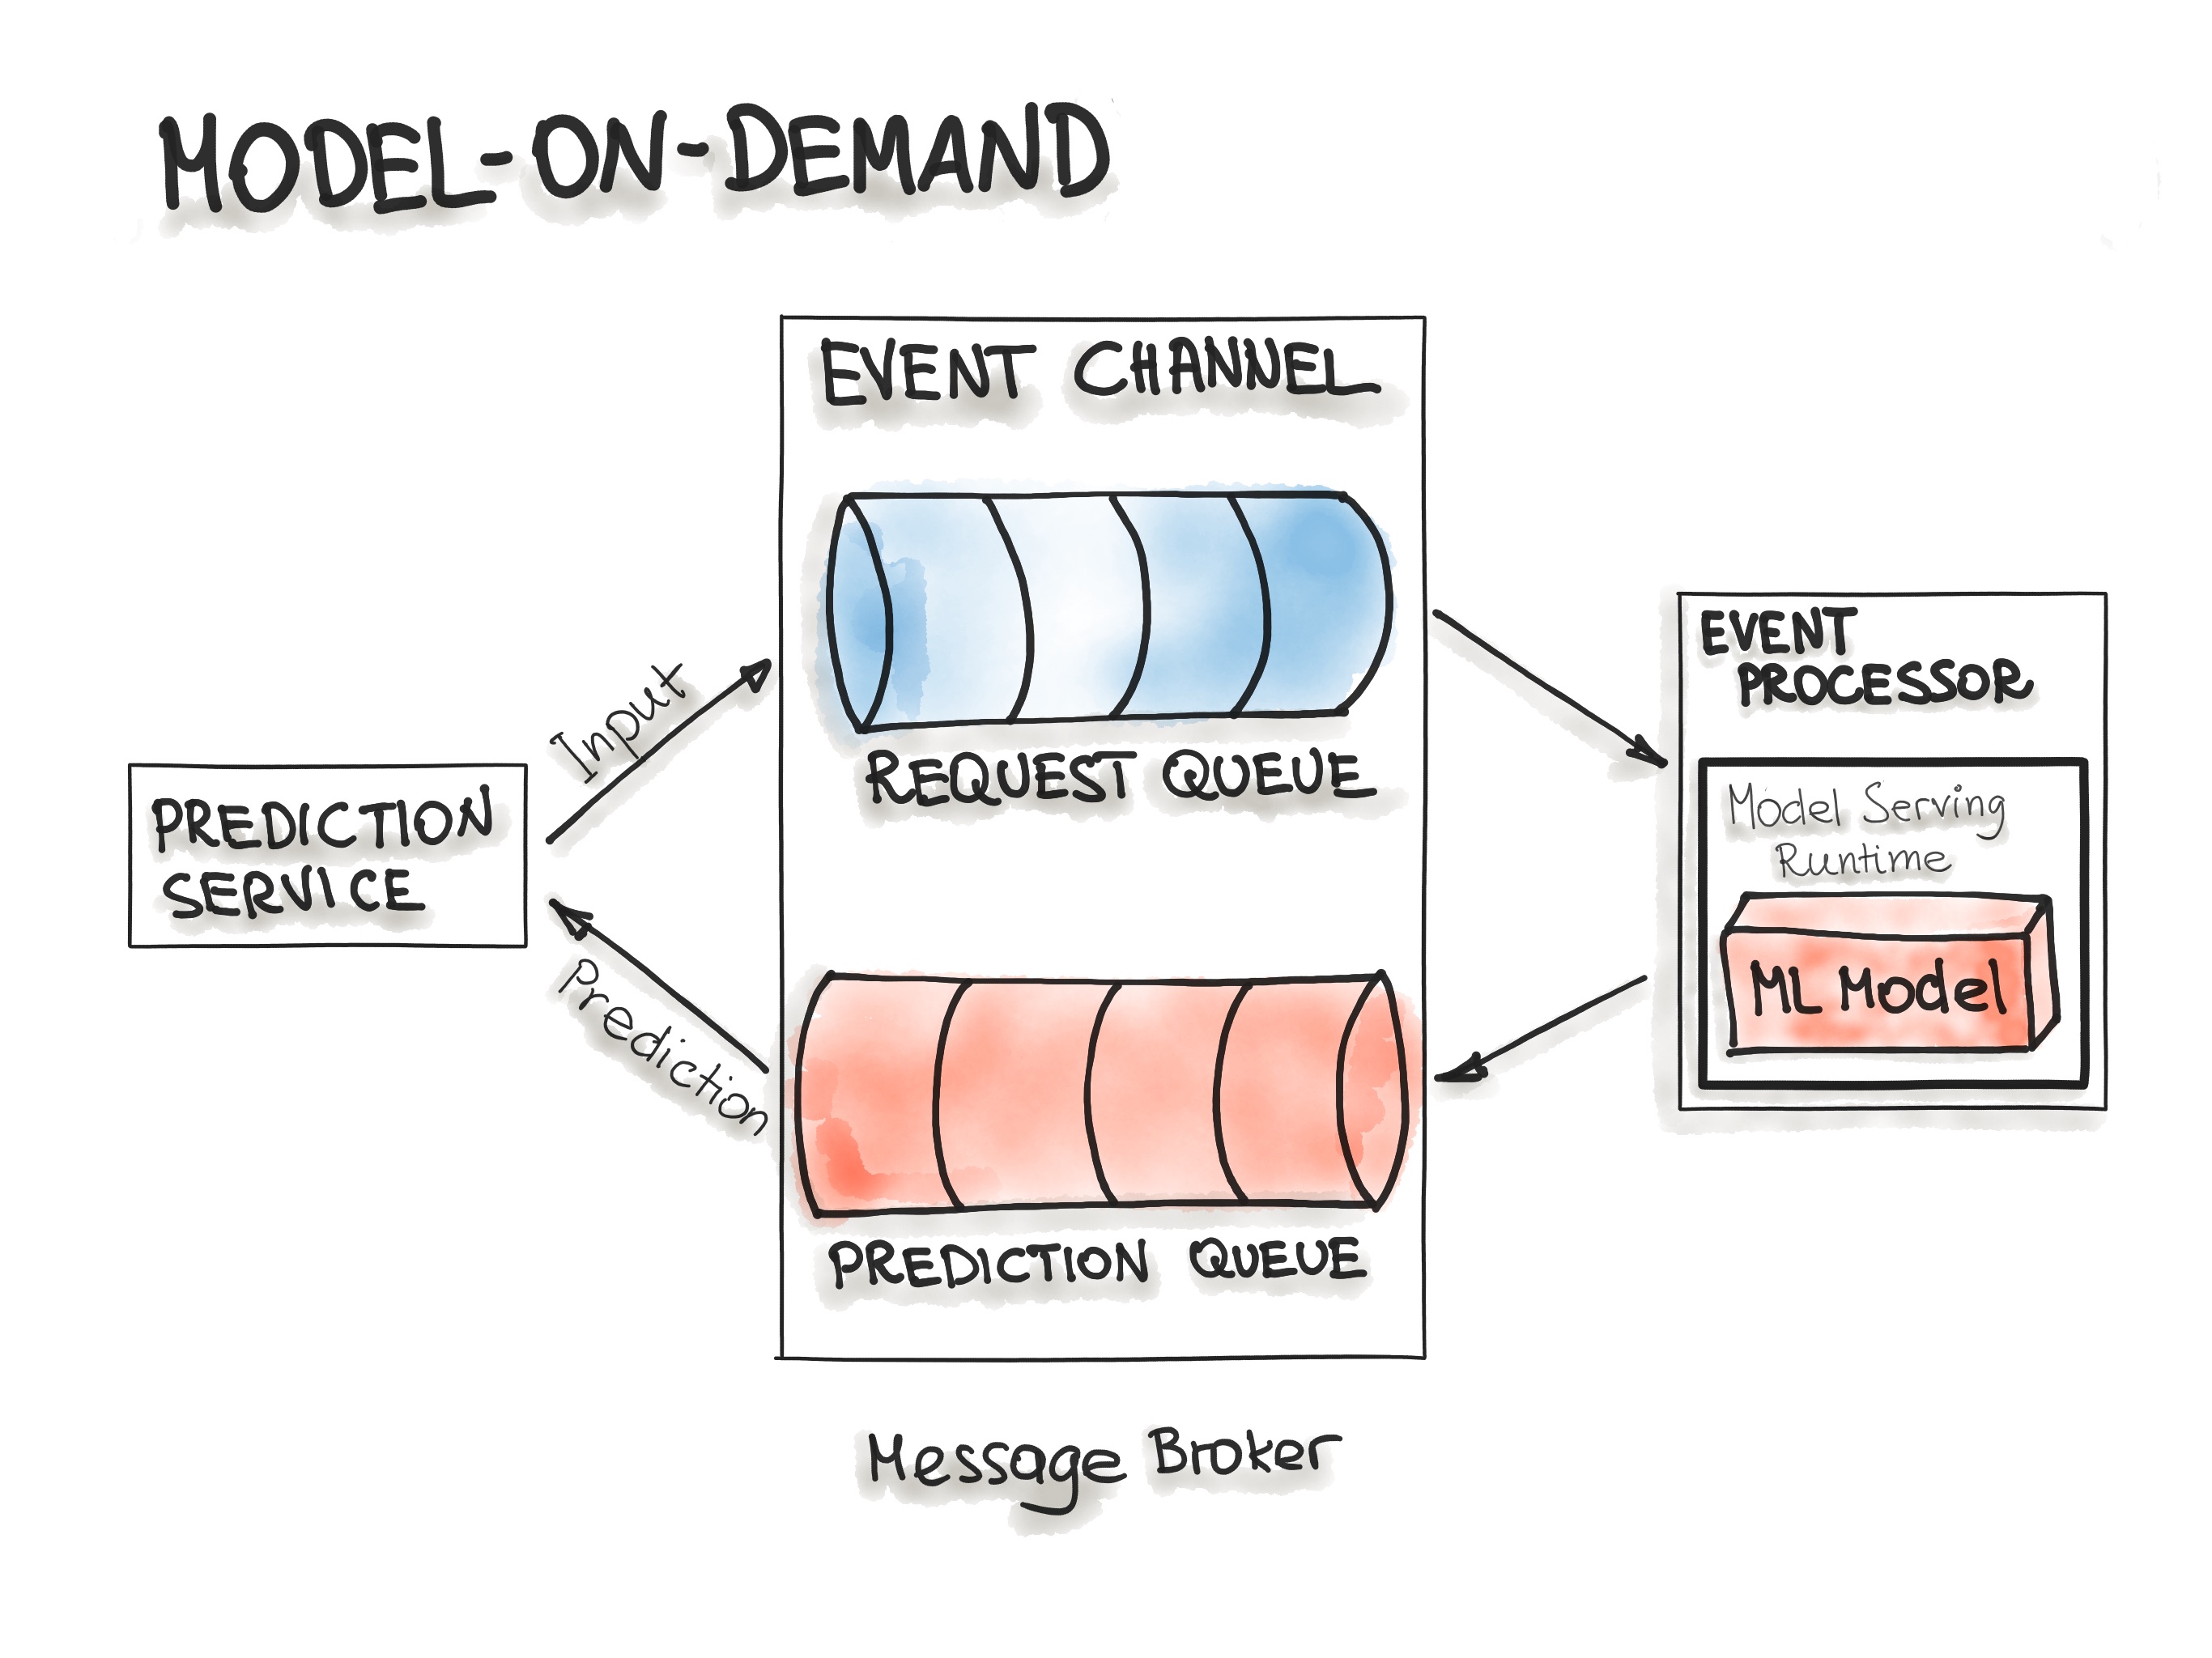 MODEL-ON-DEMAND
EVENT CHANNEL
REQUEST QUEUE
Input
PREDICTION
SERVICE
Prediction
PREDICTION QUEUE
EVENT
PROCESSOR
Model Serving
Runtime
ML Model
Message Broker